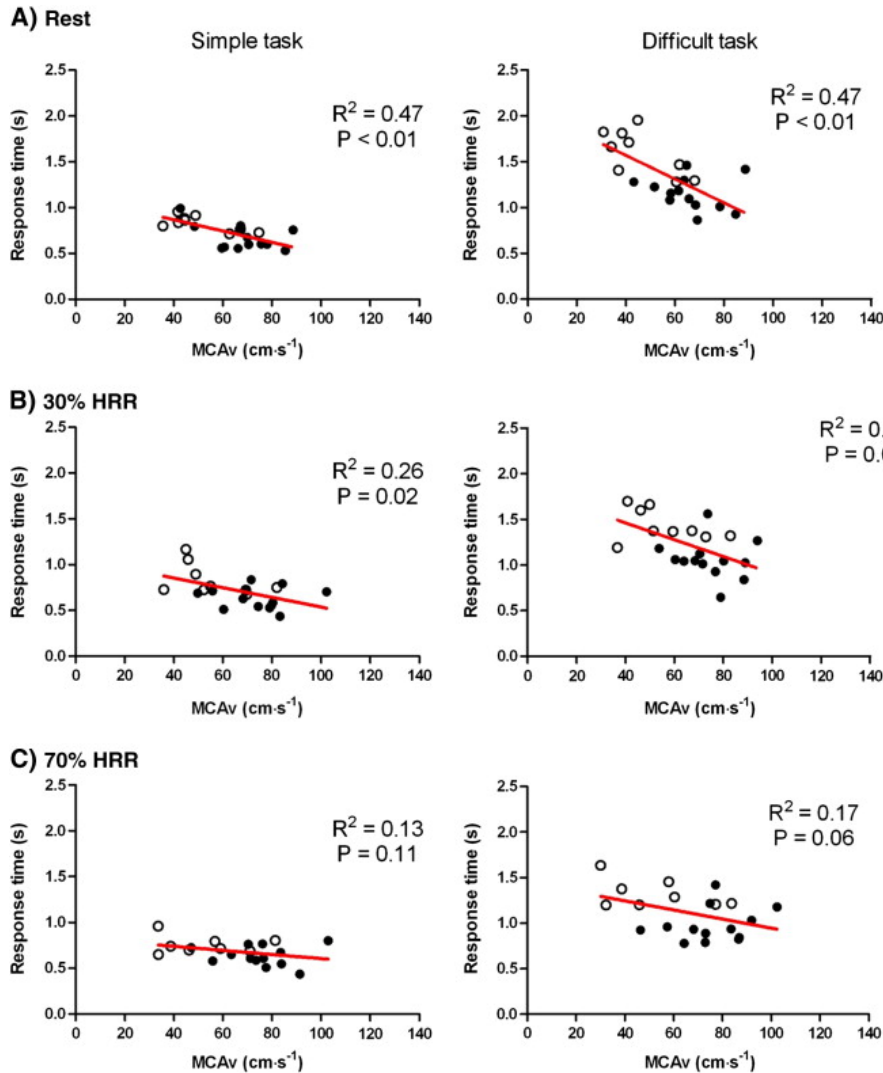 A) Rest
Simple task
Difficult task
Response time (s)
2.5
2.0
1.5
1.0
0.5
0.0
0 20 40 60 80 100 120 140
MCAv (cm·s⁻¹)
R² = 0.47
P < 0.01
Response time (s)
2.5
2.0
1.5
1.0
0.5
0.0
0 20 40 60 80 100 120 140
MCAv (cm·s⁻¹)
R² = 0.47
P < 0.01
B) 30% HRR
Response time (s)
2.5
2.0
1.5
1.0
0.5
0.0
0 20 40 60 80 100 120 140
MCAv (cm·s⁻¹)
R² = 0.26
P = 0.02
Response time (s)
2.5
2.0
1.5
1.0
0.5
0.0
0 20 40 60 80 100 120 140
MCAv (cm·s⁻¹)
R² = 0.
P = 0.
C) 70% HRR
Response time (s)
2.5
2.0
1.5
1.0
0.5
0.0
0 20 40 60 80 100 120 140
MCAv (cm·s⁻¹)
R² = 0.13
P = 0.11
Response time (s)
2.5
2.0
1.5
1.0
0.5
0.0
0 20 40 60 80 100 120 140
MCAv (cm·s⁻¹)
R² = 0.17
P = 0.06